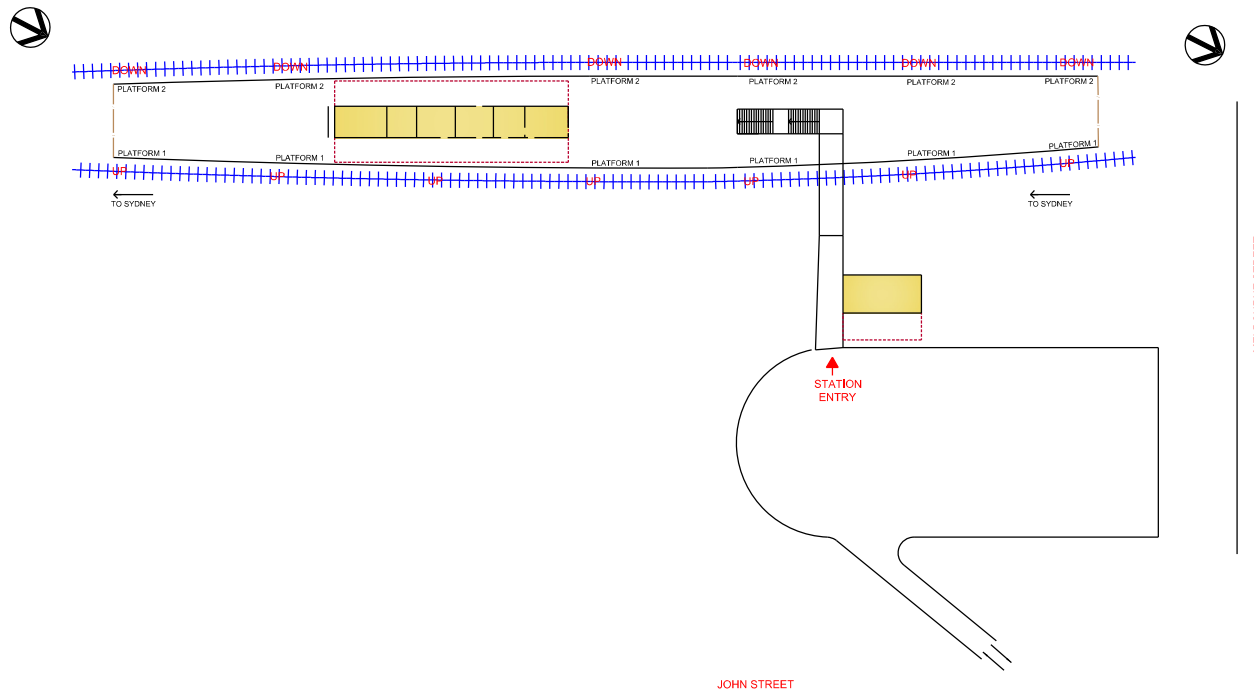 DOWN DOWN DOWN DOWN DOWN DOWN
PLATFORM 2 PLATFORM 2 PLATFORM 2 PLATFORM 2 PLATFORM 2 PLATFORM 2
PLATFORM 1 PLATFORM 1 PLATFORM 1 PLATFORM 1 PLATFORM 1 PLATFORM 1
UP UP UP UP UP UP UP
TO SYDNEY TO SYDNEY
STATION
ENTRY
JOHN STREET